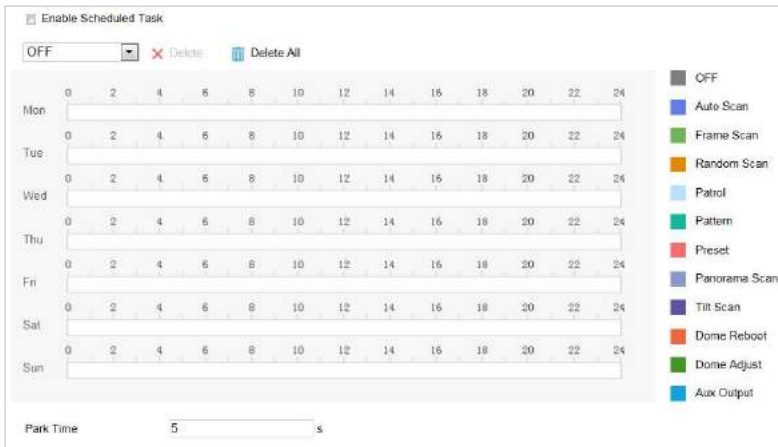 Enable Scheduled Task
OFF
Delete
Delete All
0 2 4 6 8 10 12 14 16 18 20 22 24
Mon
0 2 4 6 8 10 12 14 16 18 20 22 24
Tue
0 2 4 6 8 10 12 14 16 18 20 22 24
Wed
0 2 4 6 8 10 12 14 16 18 20 22 24
Thu
0 2 4 6 8 10 12 14 16 18 20 22 24
Fri
0 2 4 6 8 10 12 14 16 18 20 22 24
Sat
0 2 4 6 8 10 12 14 16 18 20 22 24
Sun
OFF
Auto Scan
Frame Scan
Random Scan
Patrol
Pattern
Preset
Panorama Scan
Tilt Scan
Dome Reboot
Dome Adjust
Aux Output
Park Time 5 s